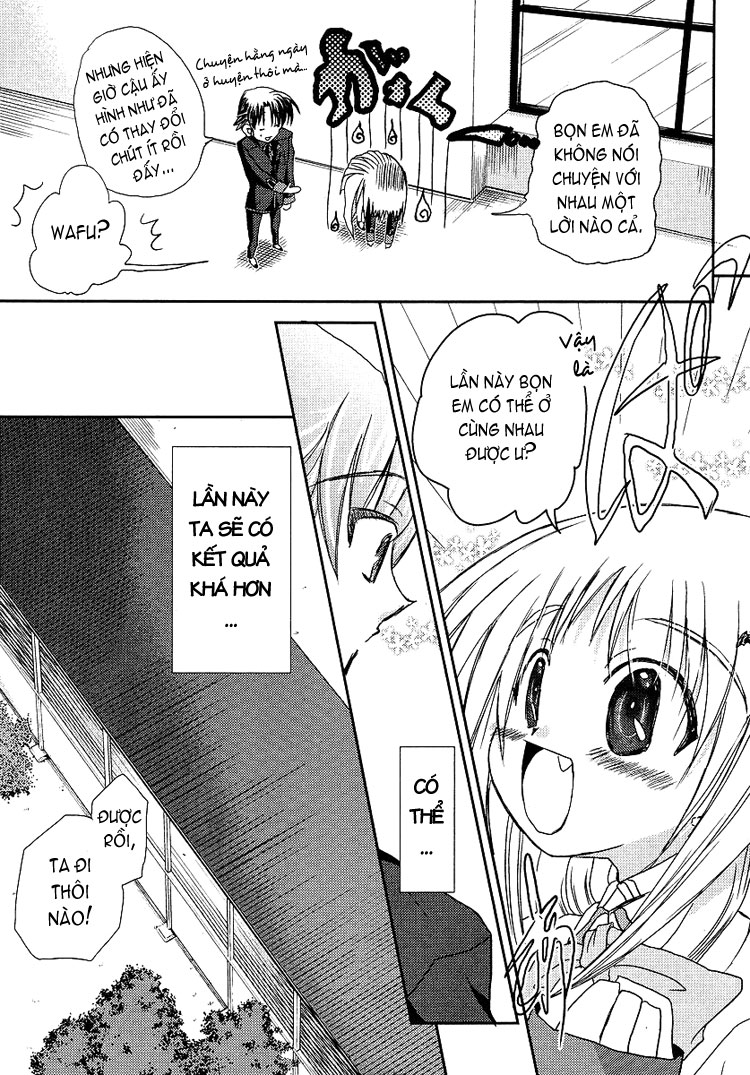 BỌN EM ĐÃ
KHÔNG NÓI
CHUYỆN VỚI
NHAU MỘT
LỜI NÀO CẢ.
Chuyện hằng ngày
ở huyện thôi mà...
NHƯNG HIỆN
GIỜ CẬU ẤY
HÌNH NHƯ ĐÃ
CÓ THAY ĐỔI
CHÚT ÍT RỒI
ĐẤY...
WAFU?
Vậy
là
LẦN NÀY BỌN
EM CÓ THỂ Ở
CÙNG NHAU
ĐƯỢC Ư?
LẦN NÀY
TA SẼ CÓ
KẾT QUẢ
KHÁ HƠN
...
CÓ
THỂ
...
ĐƯỢC
RỒI,
TA ĐI
THÔI
NÀO!